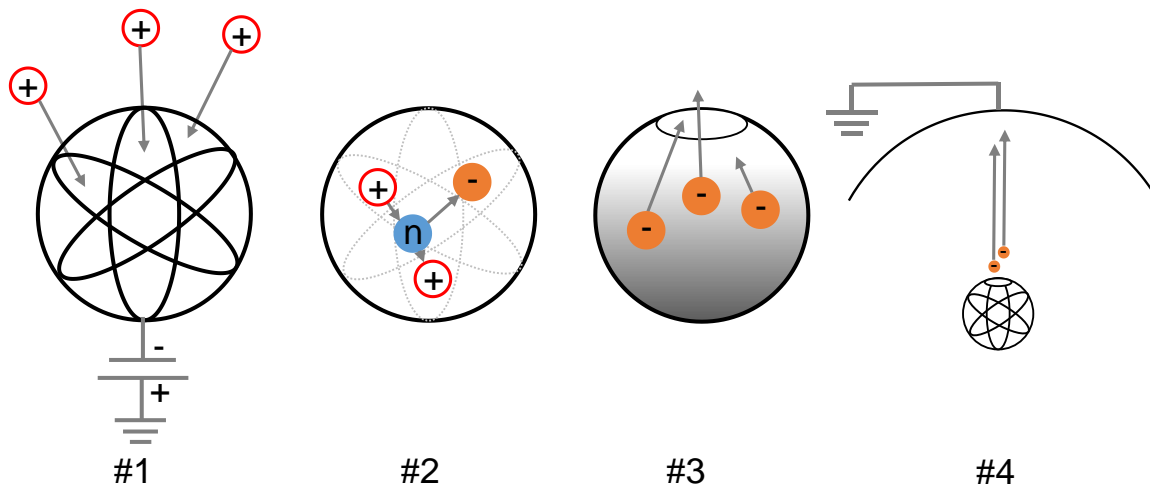 + + +
+ - - -
n - - -
+
-
+
#1 #2 #3 #4